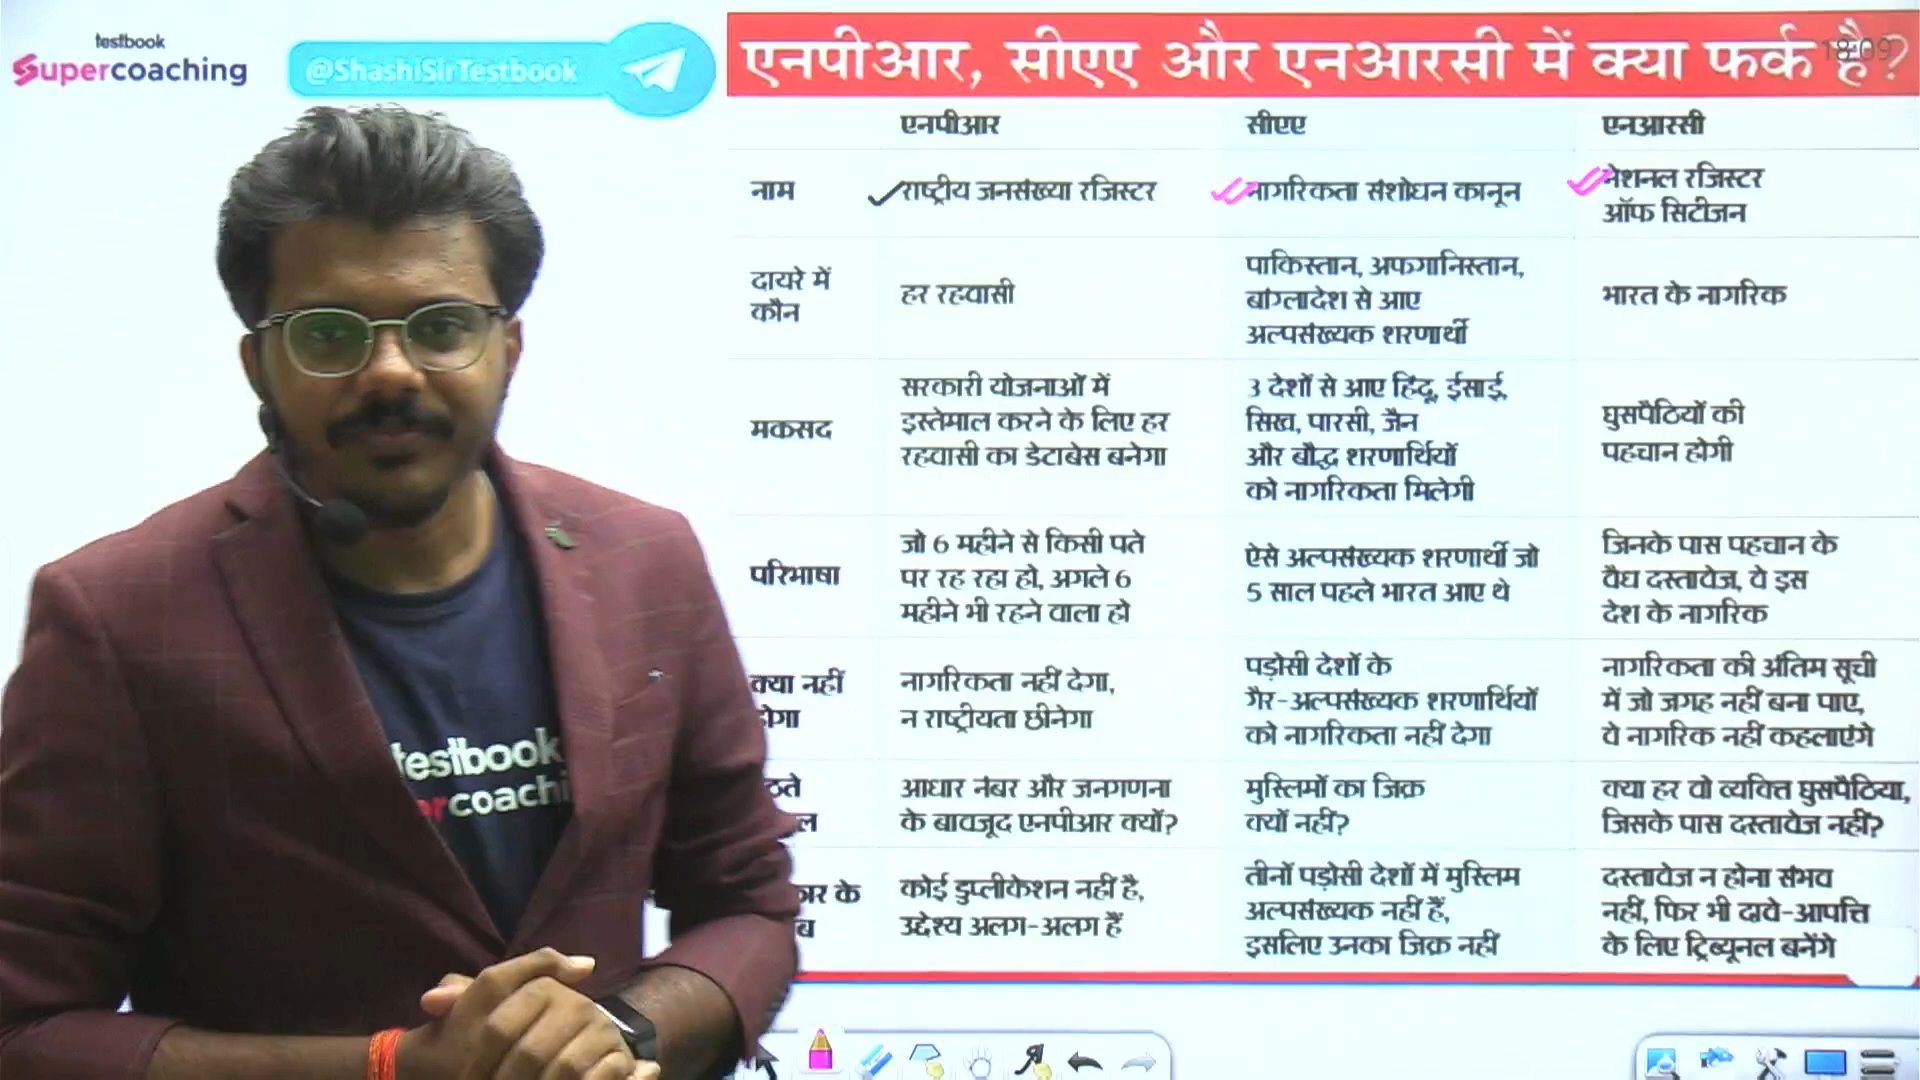 testbook
Supercoaching
@ShashiSirTestbook
एनपीआर, सीएए और एनआरसी में क्या फर्क है?
18:09
एनपीआर
सीएए
एनआरसी
नाम
राष्ट्रीय जनसंख्या रजिस्टर
नागरिकता संशोधन कानून
नेशनल रजिस्टर
ऑफ सिटीजन
दायरे में
कौन
हर रहवासी
पाकिस्तान, अफगानिस्तान,
बांग्लादेश से आए
अल्पसंख्यक शरणार्थी
भारत के नागरिक
मकसद
सरकारी योजनाओं में
इस्तेमाल करने के लिए हर
रहवासी का डेटाबेस बनेगा
3 देशों से आए हिंदू, ईसाई,
सिख, पारसी, जैन
और बौद्ध शरणार्थियों
को नागरिकता मिलेगी
घुसपैठियों की
पहचान होगी
परिभाषा
जो 6 महीने से किसी पते
पर रह रहा हो, अगले 6
महीने भी रहने वाला हो
ऐसे अल्पसंख्यक शरणार्थी जो
5 साल पहले भारत आए थे
जिनके पास पहचान के
वैध दस्तावेज, वे इस
देश के नागरिक
क्या नहीं
होगा
नागरिकता नहीं देगा,
न राष्ट्रीयता छीनेगा
पड़ोसी देशों के
गैर-अल्पसंख्यक शरणार्थियों
को नागरिकता नहीं देगा
नागरिकता की अंतिम सूची
में जो जगह नहीं बना पाए,
वे नागरिक नहीं कहलाएंगे
आधार नंबर और जनगणना
के बावजूद एनपीआर क्यों?
मुस्लिमों का जिक्र
क्यों नहीं?
क्या हर वो व्यक्ति घुसपैठिया,
जिसके पास दस्तावेज नहीं?
के
कोई डुप्लीकेशन नहीं है,
उद्देश्य अलग-अलग हैं
तीनों पड़ोसी देशों में मुस्लिम
अल्पसंख्यक नहीं हैं,
इसलिए उनका जिक्र नहीं
दस्तावेज न होना संभव
नहीं, फिर भी दावे-आपत्ति
के लिए ट्रिब्यूनल बनेंगे
testbook
coachi